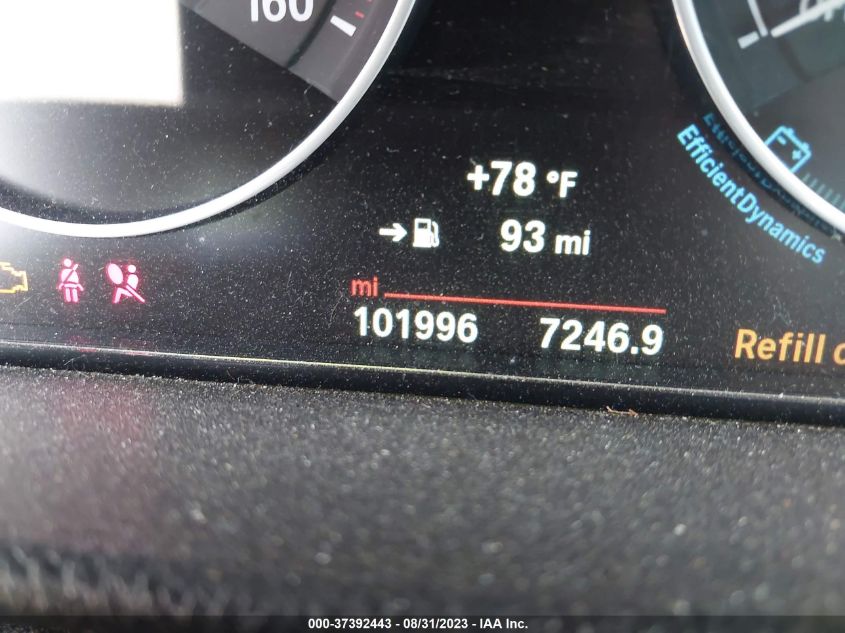 160
+78 °F
93 mi
EfficientDynamics
mi
101996 7246.9
Refill
000-37392443 - 08/31/2023 - IAA Inc.